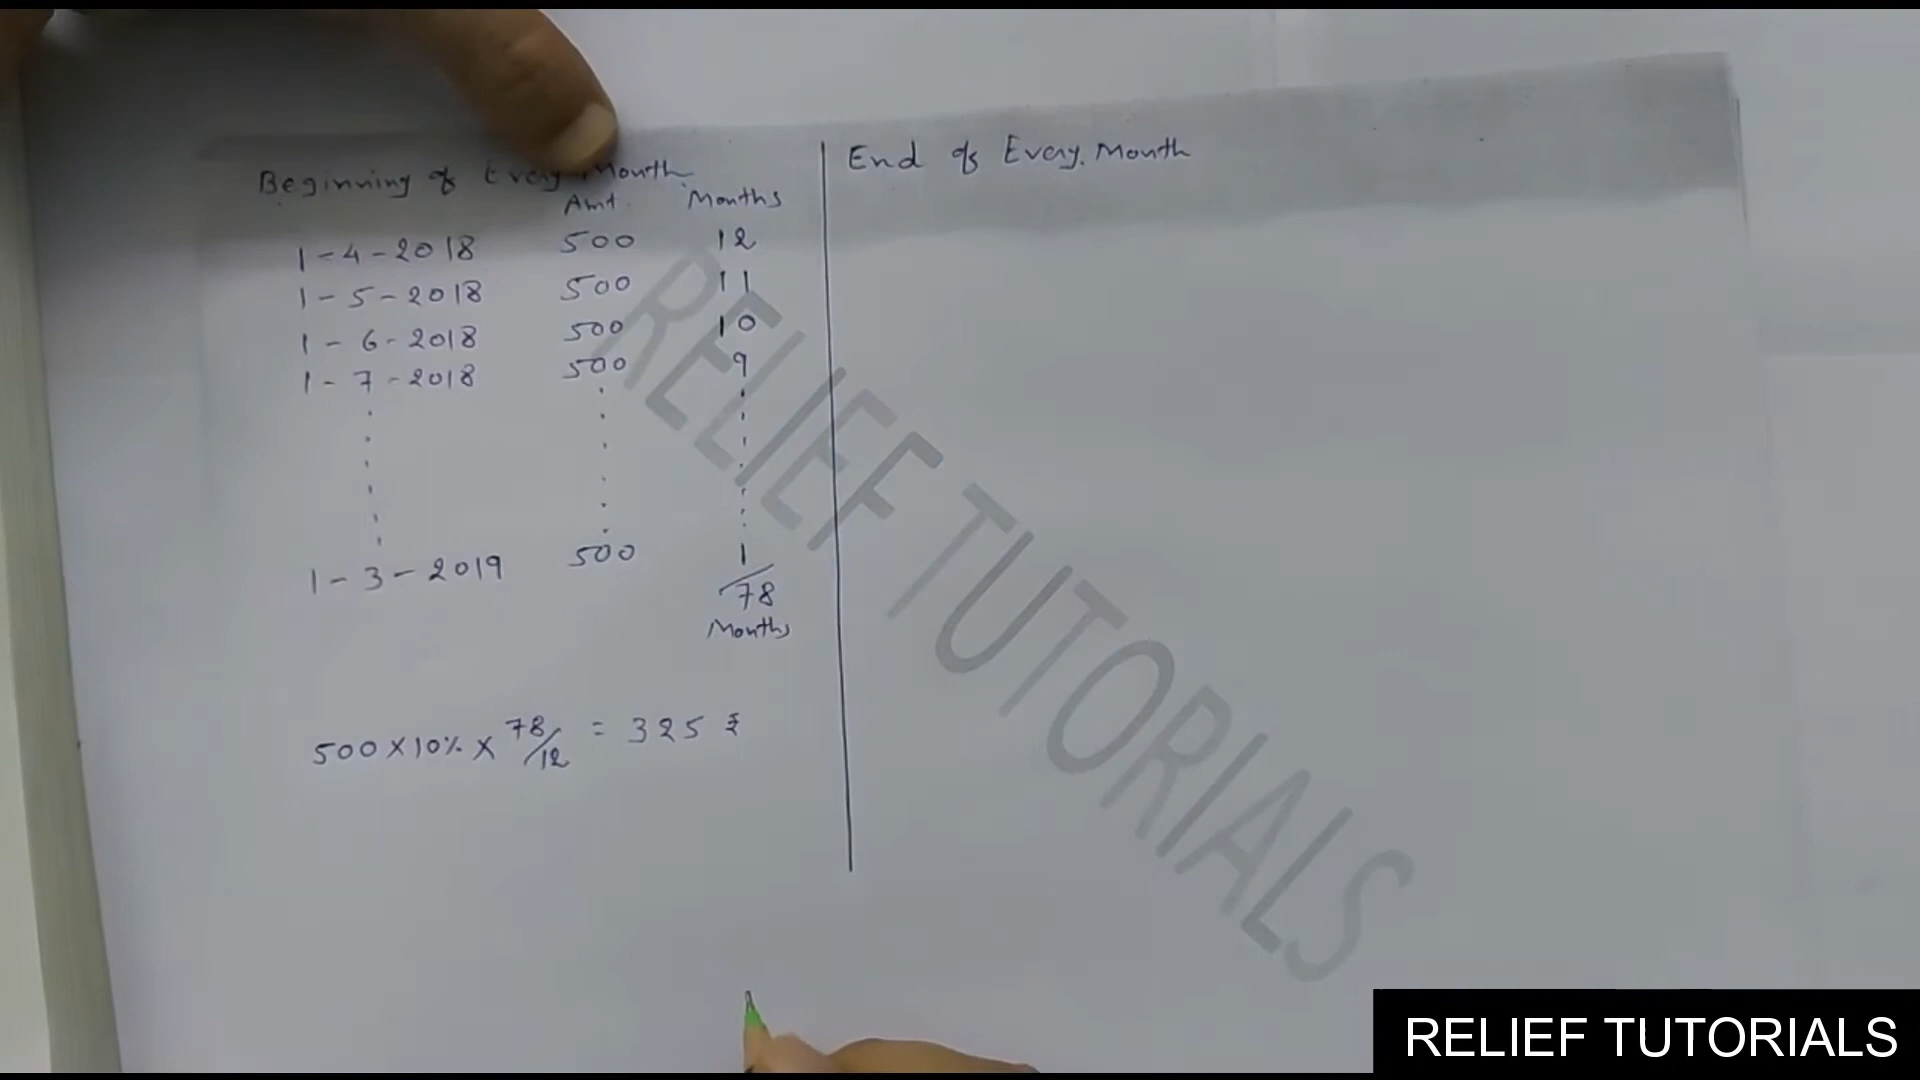 Beginning of Every Month
Amt. Months
1-4-2018 500 12
1-5-2018 500 11
1-6-2018 500 10
1-7-2018 500 9
1-3-2019 500 1
78
Months
500 × 10% × 78/12 = 325 ₹
End of Every Month
RELIEF TUTORIALS
RELIEF TUTORIALS